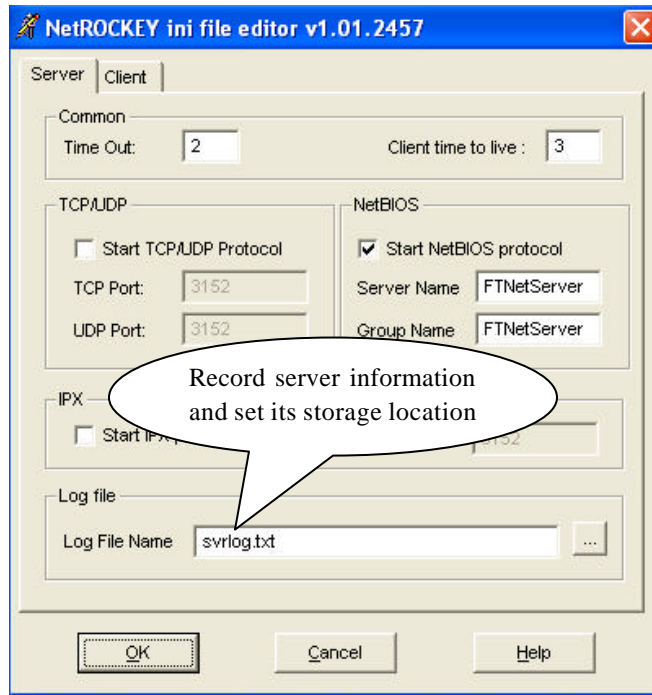 NetROCKEY ini file editor v1.01.2457
Server Client
Common
Time Out: 2 Client time to live : 3
TCP/UDP
Start TCP/UDP Protocol
TCP Port: 3152
UDP Port: 3152
NetBIOS
Start NetBIOS protocol
Server Name FTNetServer
Group Name FTNetServer
Record server information
and set its storage location
IPX
Start IPX
3152
Log file
Log File Name svrlog.txt ...
OK Cancel Help